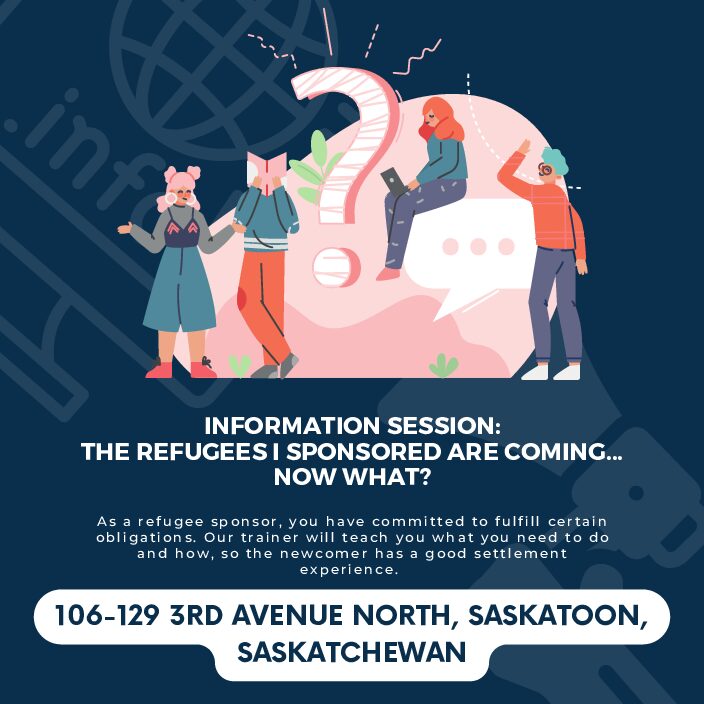 .info
INFORMATION SESSION:
THE REFUGEES I SPONSORED ARE COMING...
NOW WHAT?
As a refugee sponsor, you have committed to fulfill certain
obligations. Our trainer will teach you what you need to do
and how, so the newcomer has a good settlement
experience.
106-129 3RD AVENUE NORTH, SASKATOON,
SASKATCHEWAN